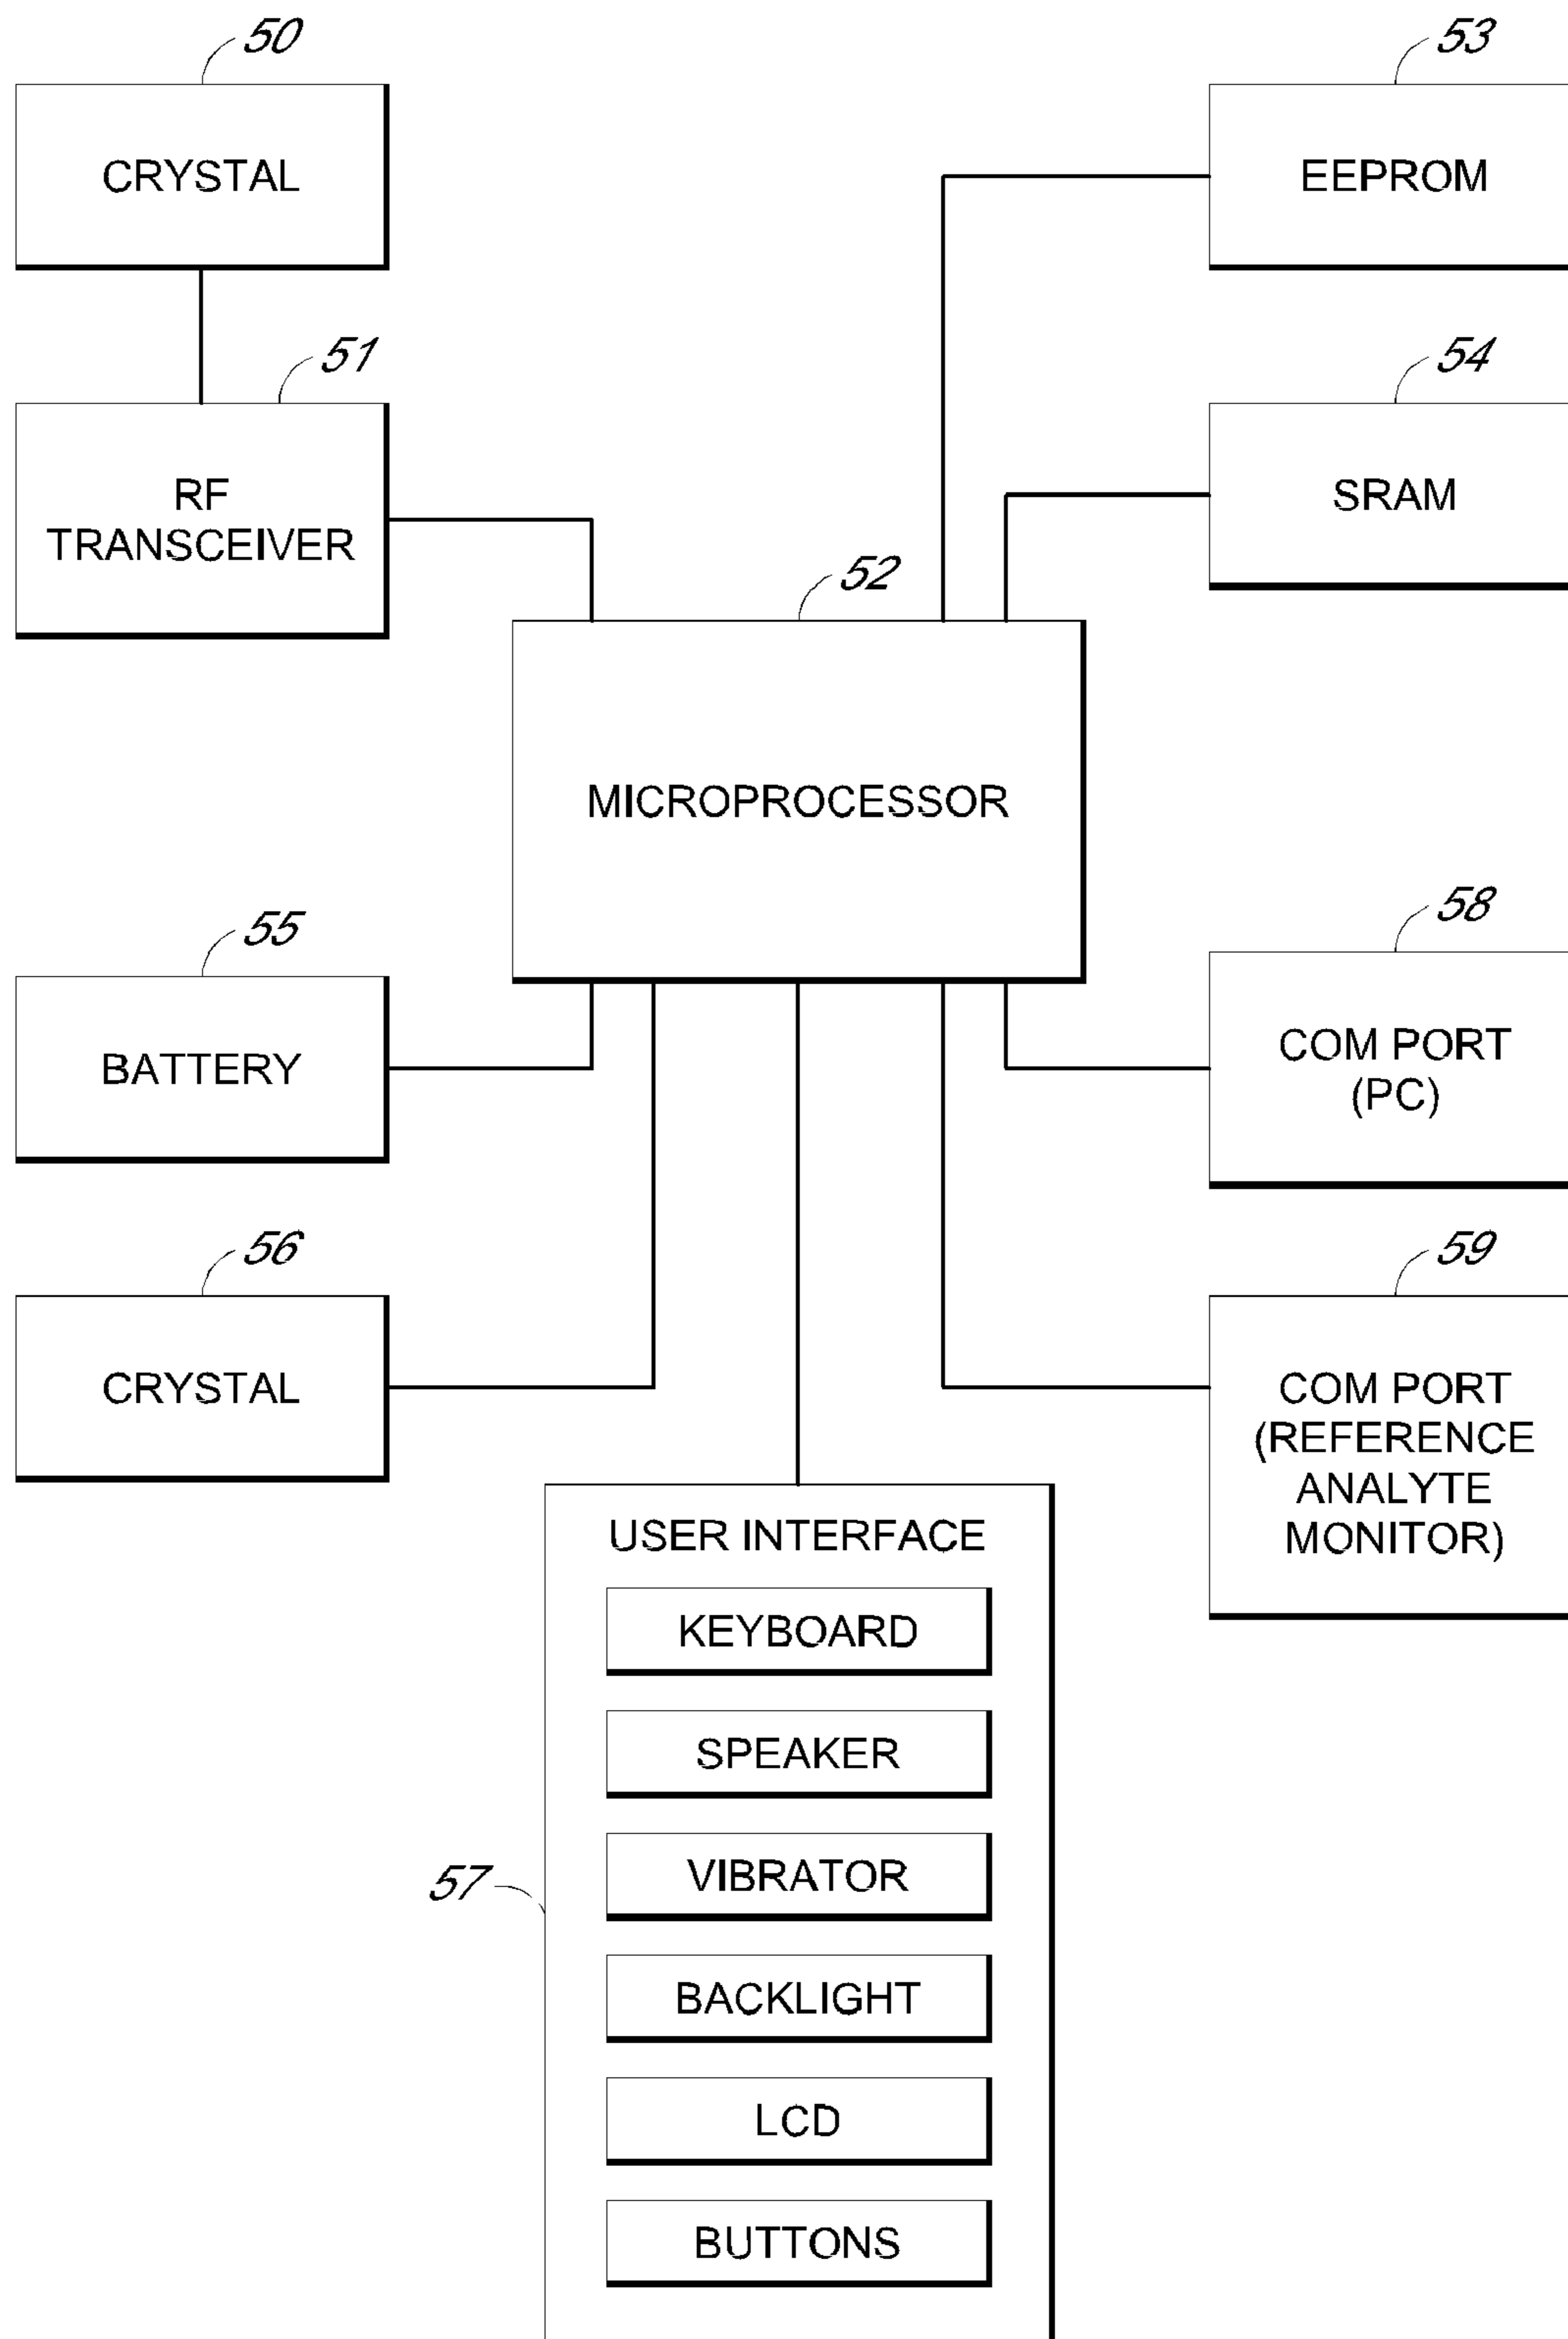 50
CRYSTAL
53
EEPROM
51
RF
TRANSCEIVER
54
SRAM
52
MICROPROCESSOR
55
BATTERY
58
COM PORT
(PC)
56
CRYSTAL
59
COM PORT
(REFERENCE
ANALYTE
MONITOR)
57
USER INTERFACE
KEYBOARD
SPEAKER
VIBRATOR
BACKLIGHT
LCD
BUTTONS